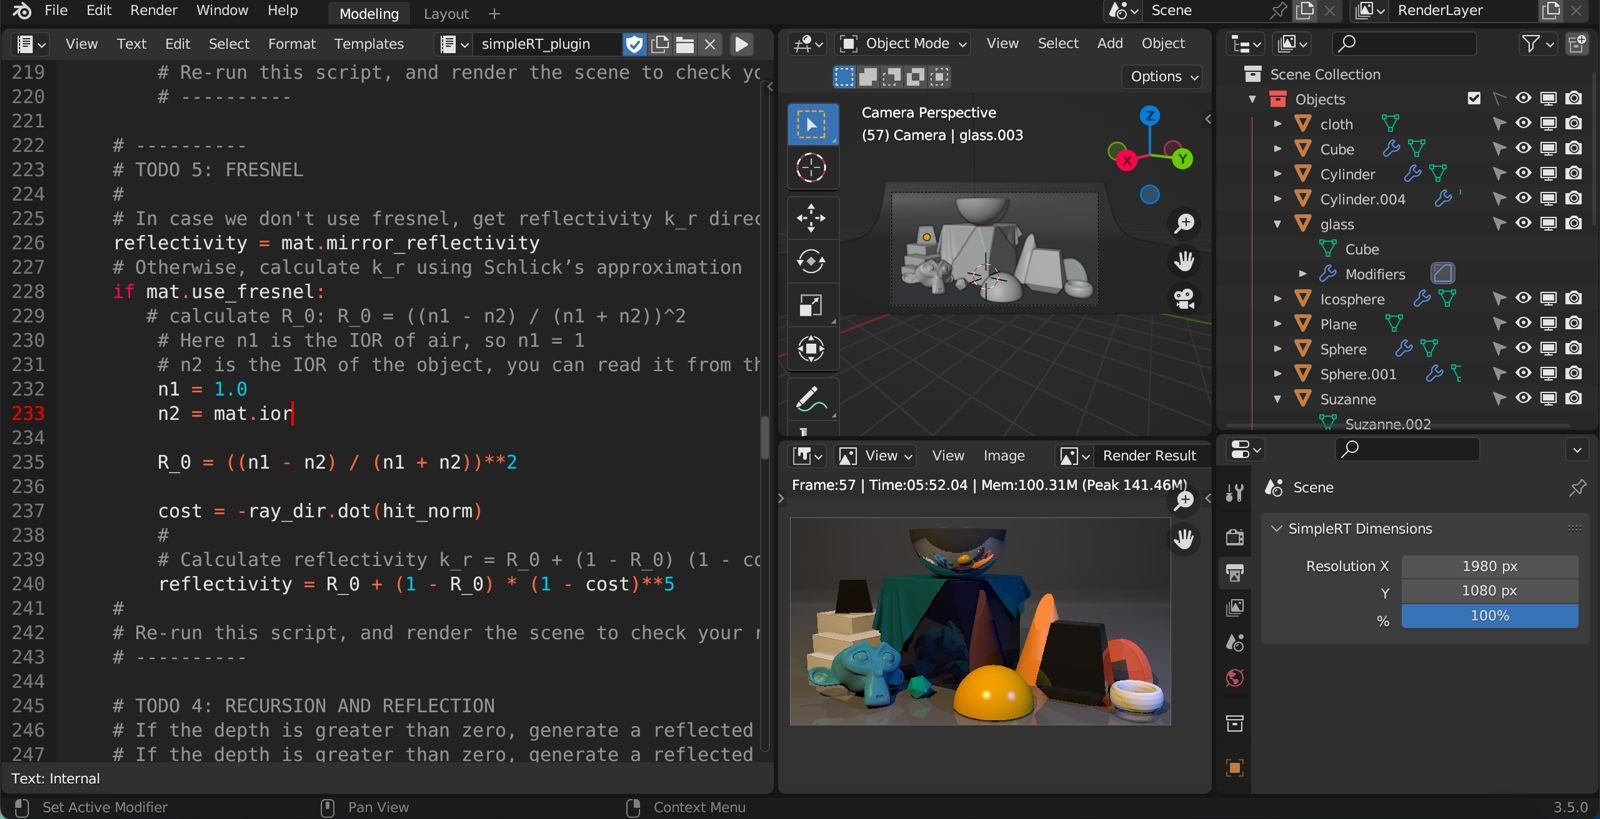 File Edit Render Window Help Modeling Layout + Scene RenderLayer
View Text Edit Select Format Templates simpleRT_plugin
219 # Re-run this script, and render the scene to check yo
220 # ----------
221
222 # ----------
223 # TODO 5: FRESNEL
224 #
225 # In case we don't use fresnel, get reflectivity k_r direc
226 reflectivity = mat.mirror_reflectivity
227 # Otherwise, calculate k_r using Schlick’s approximation
228 if mat.use_fresnel:
229 # calculate R_0: R_0 = ((n1 - n2) / (n1 + n2))^2
230 # Here n1 is the IOR of air, so n1 = 1
231 # n2 is the IOR of the object, you can read it from th
232 n1 = 1.0
233 n2 = mat.ior
234
235 R_0 = ((n1 - n2) / (n1 + n2))**2
236
237 cost = -ray_dir.dot(hit_norm)
238 #
239 # Calculate reflectivity k_r = R_0 + (1 - R_0) (1 - co
240 reflectivity = R_0 + (1 - R_0) * (1 - cost)**5
241 #
242 # Re-run this script, and render the scene to check your r
243 # ----------
244
245 # TODO 4: RECURSION AND REFLECTION
246 # If the depth is greater than zero, generate a reflected
247 # If the depth is greater than zero, generate a reflected
Text: Internal
Object Mode View Select Add Object
Options
Camera Perspective
(57) Camera | glass.003
Z
X
Y
View View Image Render Result
Frame:57 | Time:05:52.04 | Mem:100.31M (Peak 141.46M)
Scene Collection
Objects
cloth
Cube
Cylinder
Cylinder.004
glass
Cube
Modifiers
Icosphere
Plane
Sphere
Sphere.001
Suzanne
Suzanne.002
Scene
SimpleRT Dimensions
Resolution X 1980 px
Y 1080 px
% 100%
Set Active Modifier Pan View Context Menu 3.5.0